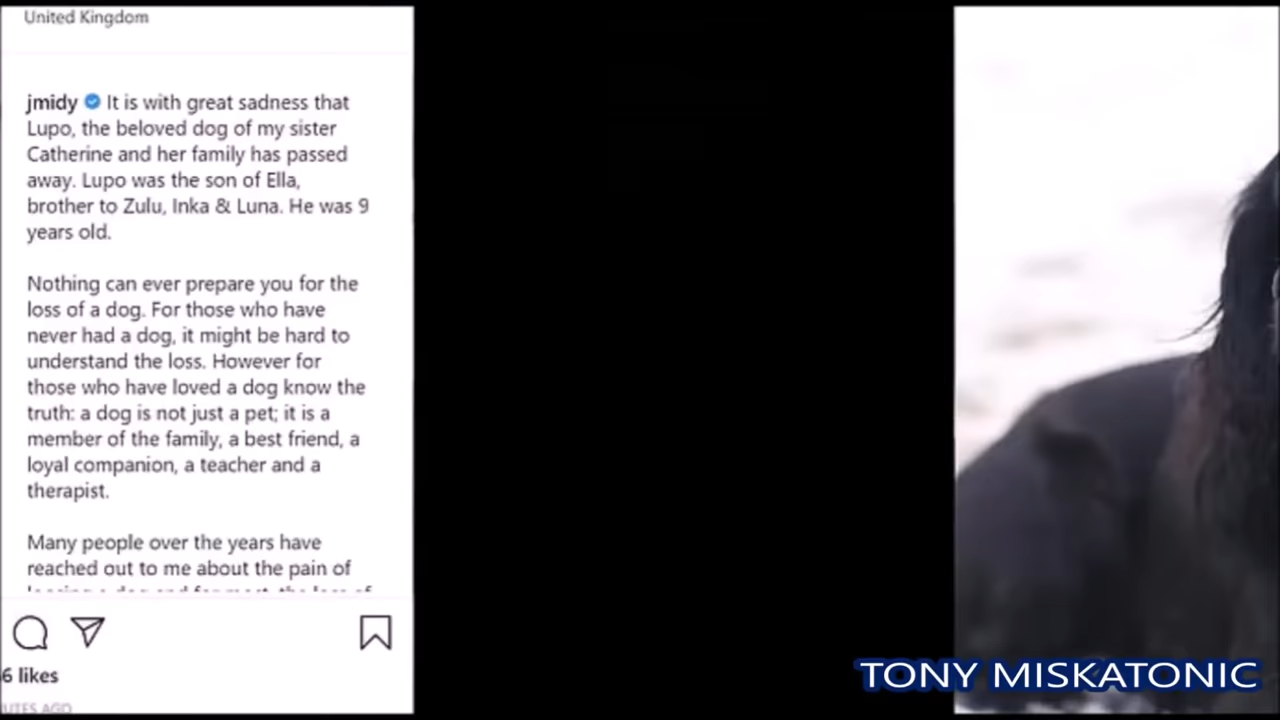 United Kingdom
jmidy It is with great sadness that
Lupo, the beloved dog of my sister
Catherine and her family has passed
away. Lupo was the son of Ella,
brother to Zulu, Inka & Luna. He was 9
years old.
Nothing can ever prepare you for the
loss of a dog. For those who have
never had a dog, it might be hard to
understand the loss. However for
those who have loved a dog know the
truth: a dog is not just a pet; it is a
member of the family, a best friend, a
loyal companion, a teacher and a
therapist.
Many people over the years have
reached out to me about the pain of
6 likes
UTES AGO
TONY MISKATONIC